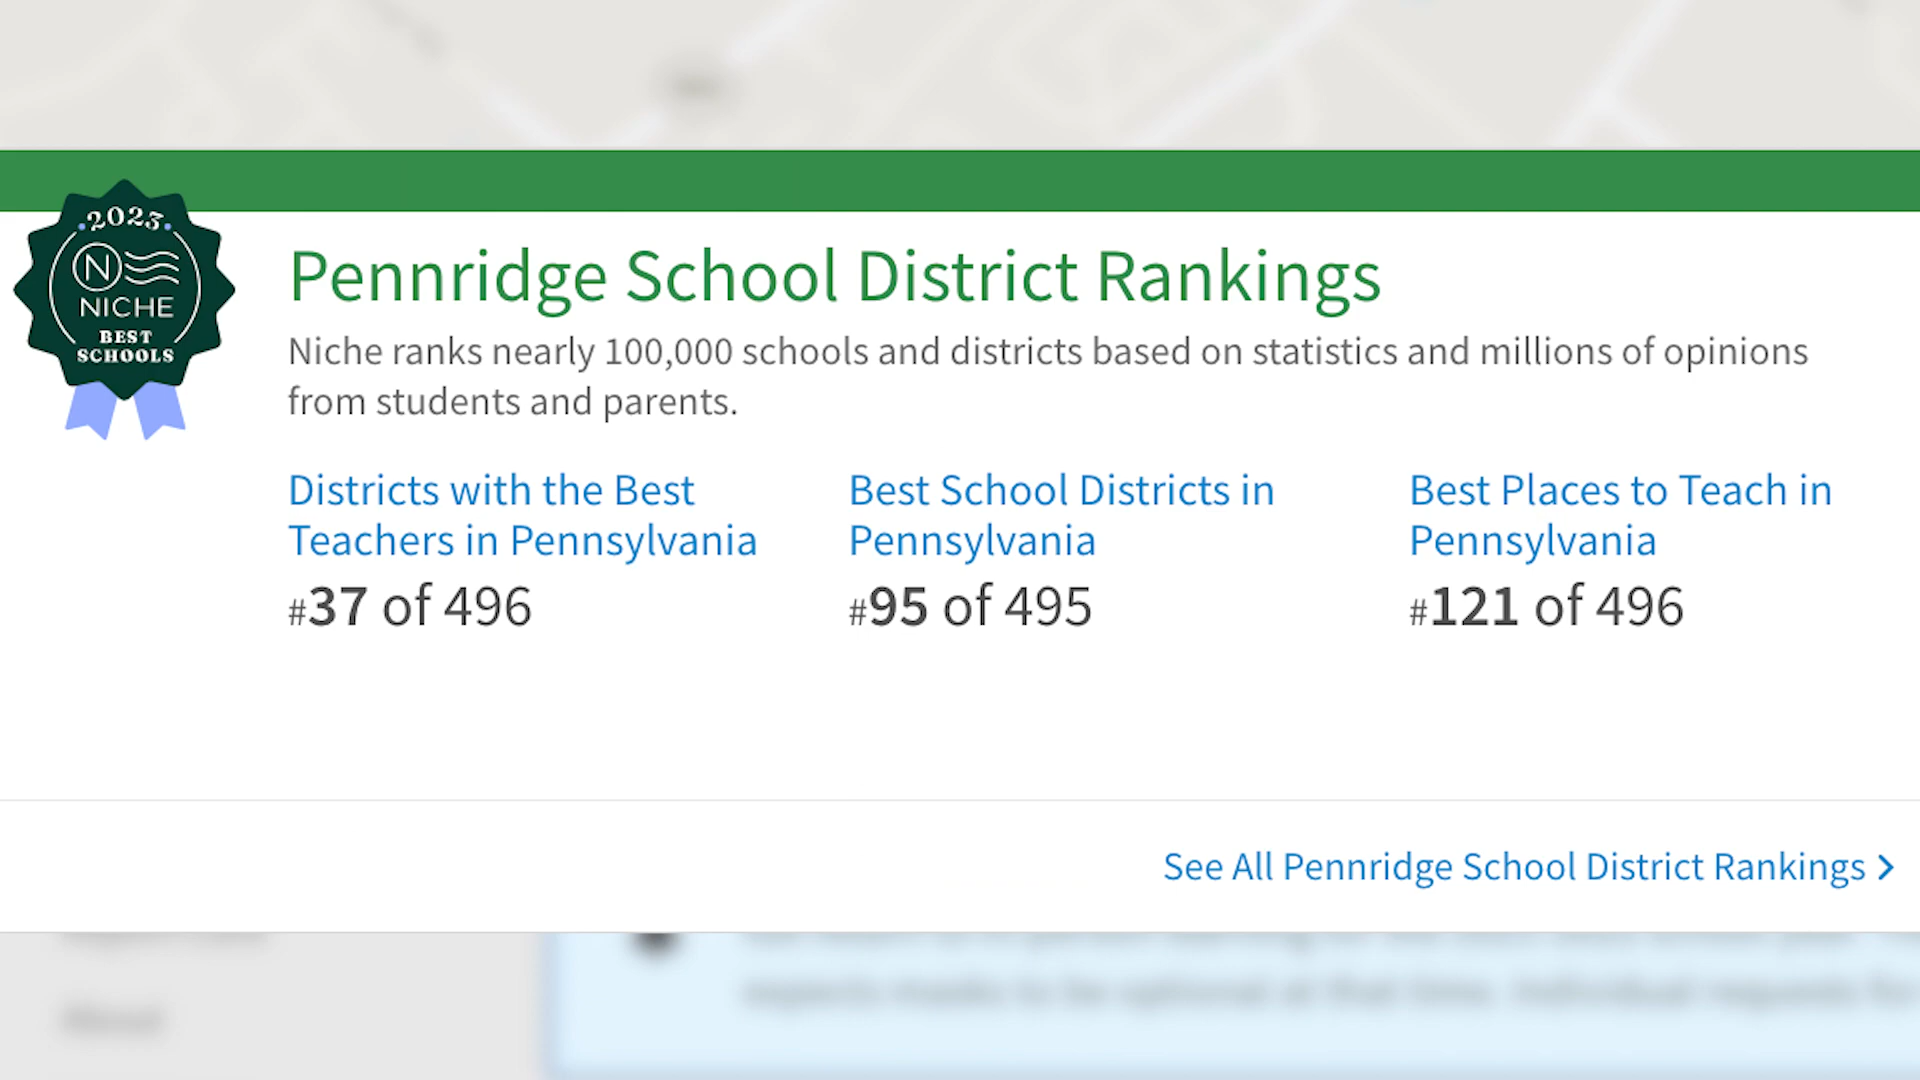 2023
N
NICHE
BEST
SCHOOLS
Pennridge School District Rankings
Niche ranks nearly 100,000 schools and districts based on statistics and millions of opinions
from students and parents.
Districts with the Best
Teachers in Pennsylvania
#37 of 496
Best School Districts in
Pennsylvania
#95 of 495
Best Places to Teach in
Pennsylvania
#121 of 496
See All Pennridge School District Rankings